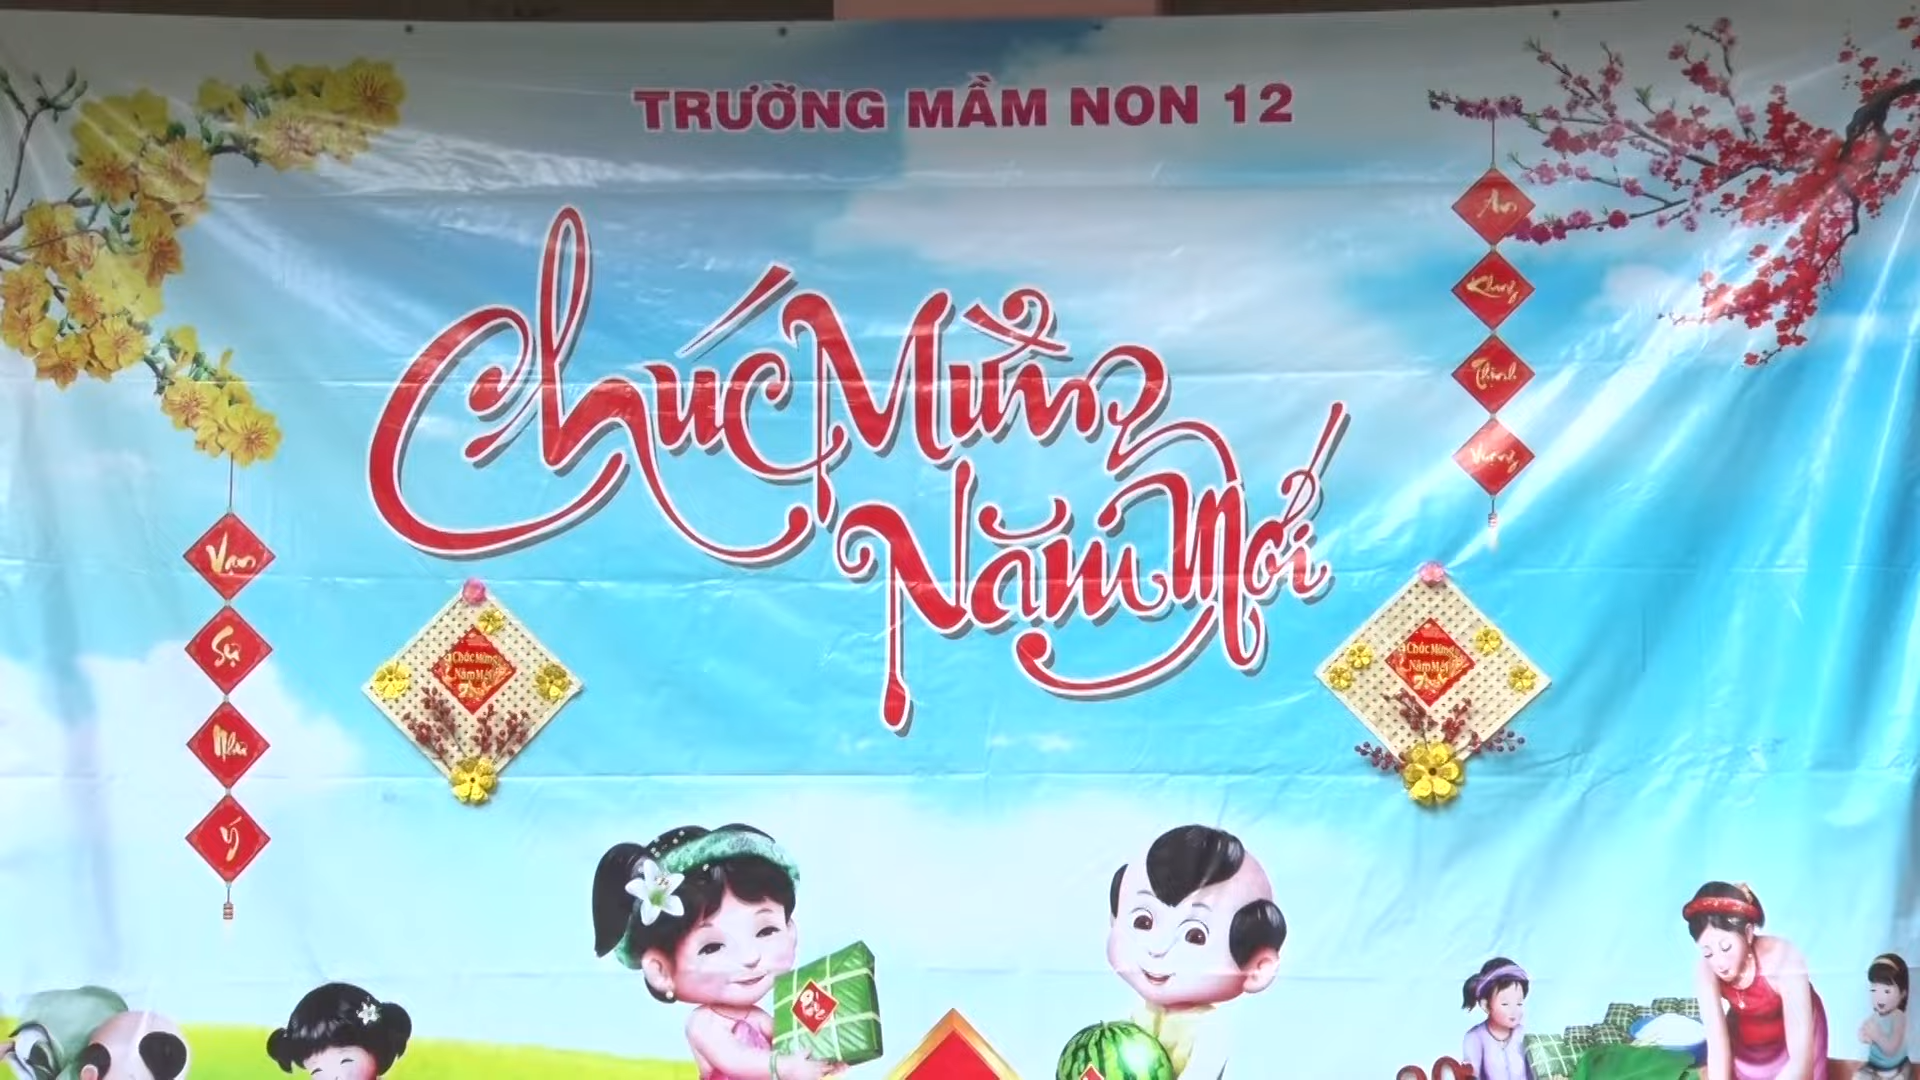 TRƯỜNG MẦM NON 12
Chúc Mừng
Năm Mới
An
Khang
Thịnh
Vượng
Vạn
Sự
Như
Ý
Chúc Mừng
Năm Mới
Chúc Mừng
Năm Mới